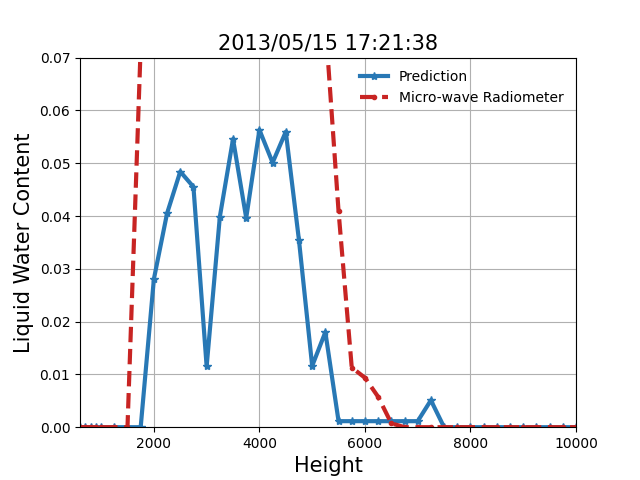 2013/05/15 17:21:38
0.07
0.06
0.05
0.04
0.03
0.02
0.01
0.00
Liquid Water Content
Prediction
Micro-wave Radiometer
2000 4000 6000 8000 10000
Height